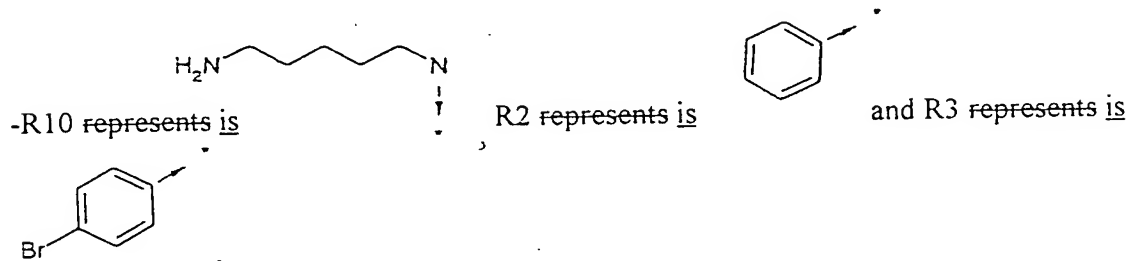 H₂N N
-R10 represents is , R2 represents is and R3 represents is
Br